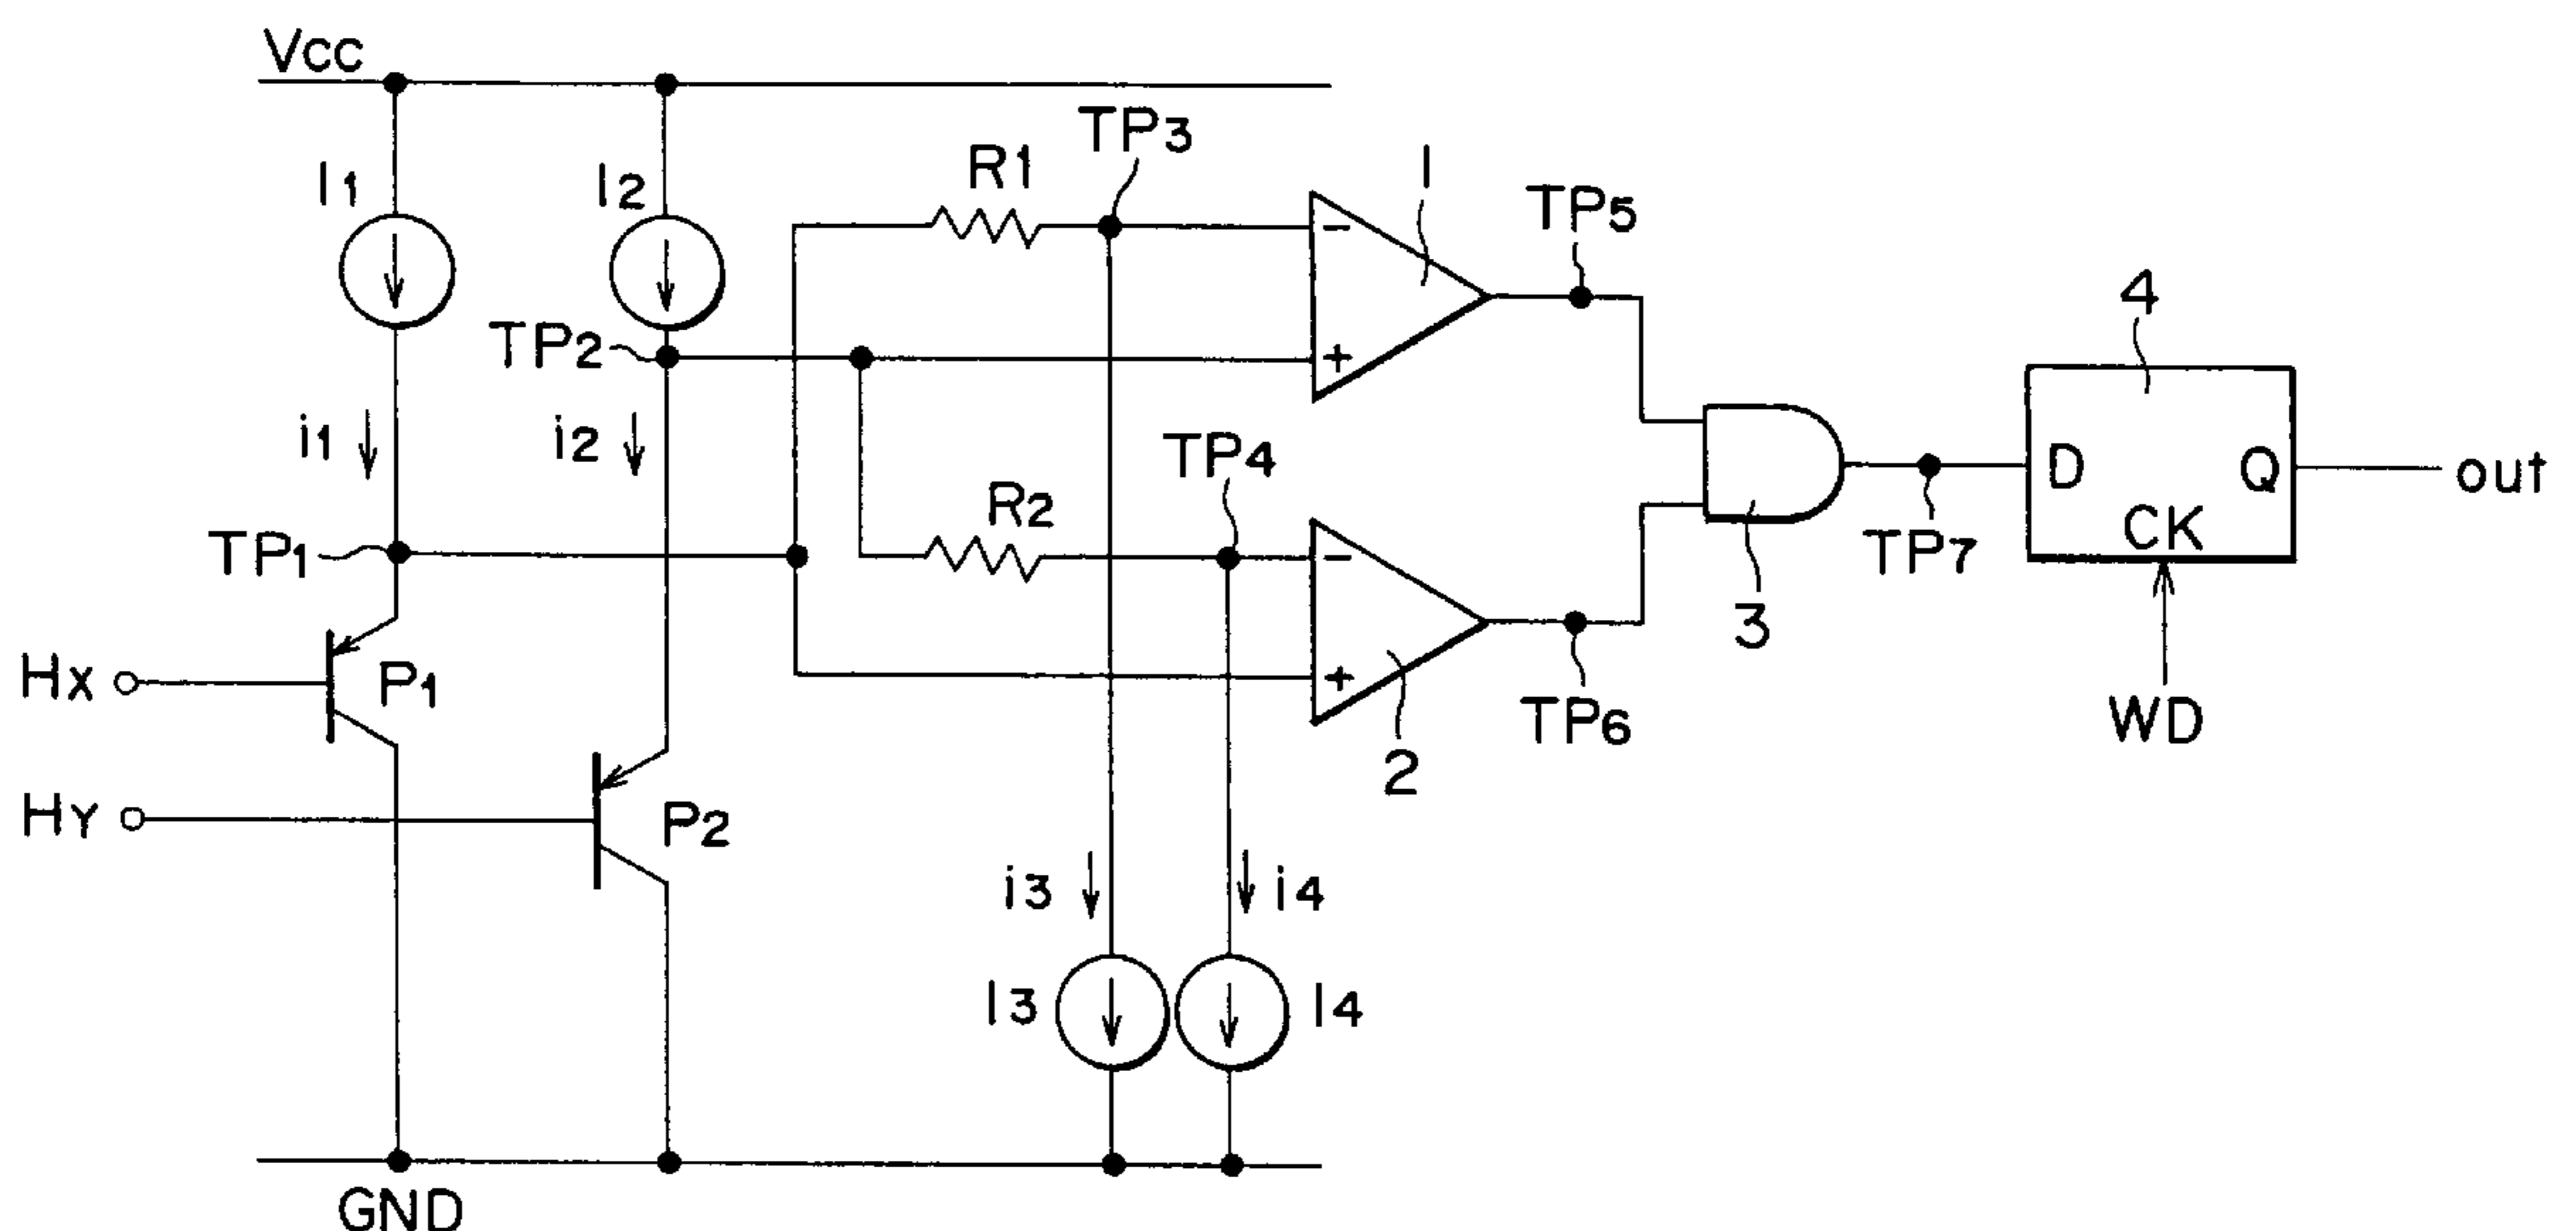 Vcc
I1
I2
R1
TP3
1
TP5
TP2
4
i1
i2
TP4
R2
D
Q
out
CK
TP1
TP7
3
Hx
P1
TP6
WD
2
HY
P2
i3
i4
I3
I4
GND
-
+
-
+